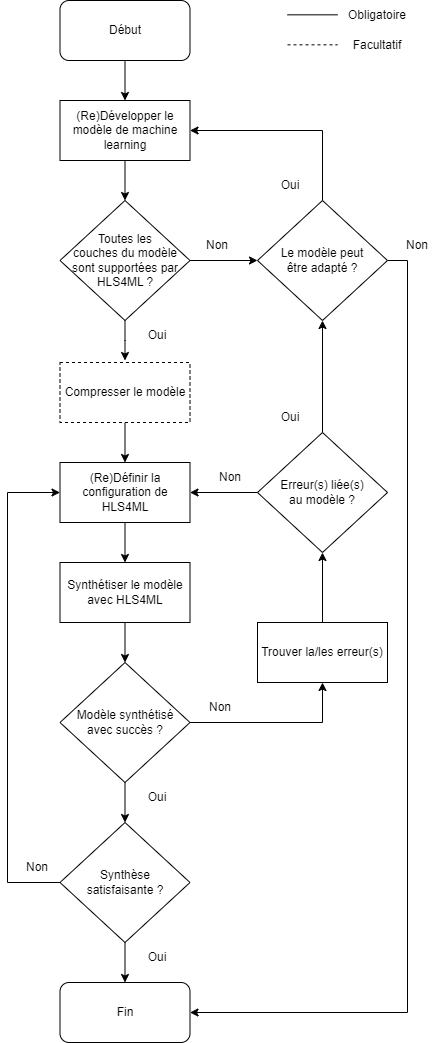 Début
Obligatoire
Facultatif
(Re)Développer le
modèle de machine
learning
Oui
Toutes les
couches du modèle
sont supportées par
HLS4ML ?
Non
Le modèle peut
être adapté ?
Non
Oui
Compresser le modèle
Oui
(Re)Définir la
configuration de
HLS4ML
Non
Erreur(s) liée(s)
au modèle ?
Synthétiser le modèle
avec HLS4ML
Trouver la/les erreur(s)
Modèle synthétisé
avec succès ?
Non
Oui
Non
Synthèse
satisfaisante ?
Oui
Fin